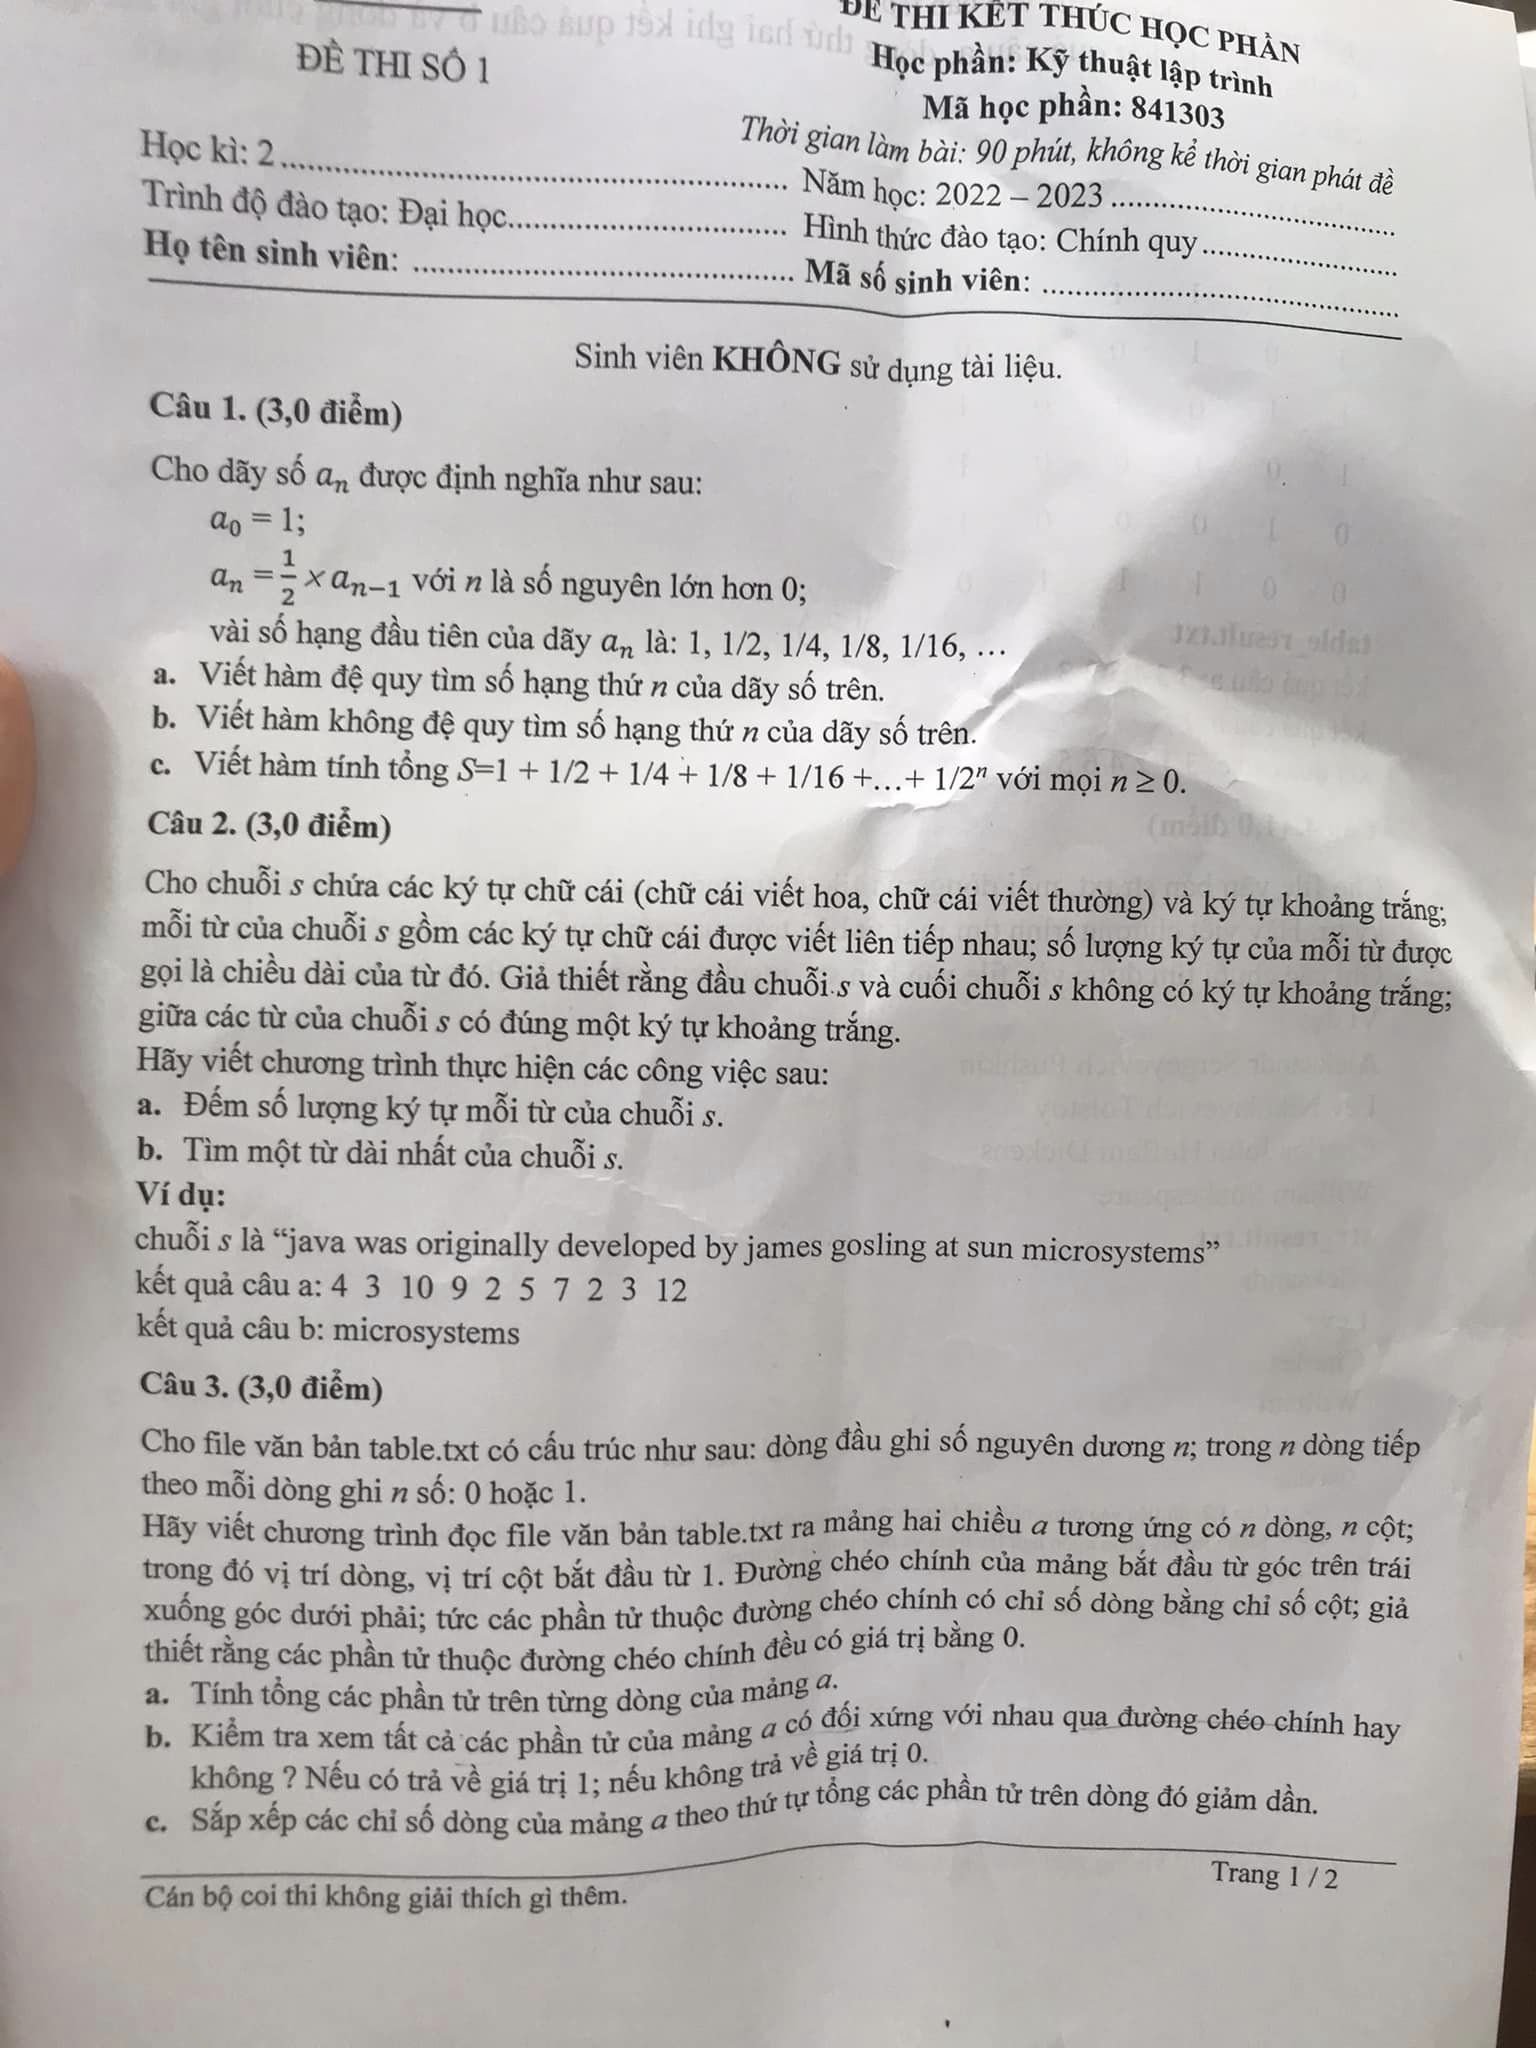 ĐỀ THI SỐ 1
ĐỀ THI KẾT THÚC HỌC PHẦN
Học phần: Kỹ thuật lập trình
Mã học phần: 841303
Thời gian làm bài: 90 phút, không kể thời gian phát đề
Học kì: 2 ........ Năm học: 2022 – 2023 ........
Trình độ đào tạo: Đại học........ Hình thức đào tạo: Chính quy........
Họ tên sinh viên: ........ Mã số sinh viên: ........
Sinh viên KHÔNG sử dụng tài liệu.
Câu 1. (3,0 điểm)
Cho dãy số aₙ được định nghĩa như sau:
a₀ = 1;
aₙ = 1/2 × aₙ₋₁ với n là số nguyên lớn hơn 0;
vài số hạng đầu tiên của dãy aₙ là: 1, 1/2, 1/4, 1/8, 1/16, …
a. Viết hàm đệ quy tìm số hạng thứ n của dãy số trên.
b. Viết hàm không đệ quy tìm số hạng thứ n của dãy số trên.
c. Viết hàm tính tổng S=1 + 1/2 + 1/4 + 1/8 + 1/16 +…+ 1/2ⁿ với mọi n ≥ 0.
Câu 2. (3,0 điểm)
Cho chuỗi s chứa các ký tự chữ cái (chữ cái viết hoa, chữ cái viết thường) và ký tự khoảng trắng;
mỗi từ của chuỗi s gồm các ký tự chữ cái được viết liên tiếp nhau; số lượng ký tự của mỗi từ được
gọi là chiều dài của từ đó. Giả thiết rằng đầu chuỗi s và cuối chuỗi s không có ký tự khoảng trắng;
giữa các từ của chuỗi s có đúng một ký tự khoảng trắng.
Hãy viết chương trình thực hiện các công việc sau:
a. Đếm số lượng ký tự mỗi từ của chuỗi s.
b. Tìm một từ dài nhất của chuỗi s.
Ví dụ:
chuỗi s là “java was originally developed by james gosling at sun microsystems”
kết quả câu a: 4 3 10 9 2 5 7 2 3 12
kết quả câu b: microsystems
Câu 3. (3,0 điểm)
Cho file văn bản table.txt có cấu trúc như sau: dòng đầu ghi số nguyên dương n; trong n dòng tiếp
theo mỗi dòng ghi n số: 0 hoặc 1.
Hãy viết chương trình đọc file văn bản table.txt ra mảng hai chiều a tương ứng có n dòng, n cột;
trong đó vị trí dòng, vị trí cột bắt đầu từ 1. Đường chéo chính của mảng bắt đầu từ góc trên trái
xuống góc dưới phải; tức các phần tử thuộc đường chéo chính có chỉ số dòng bằng chỉ số cột; giả
thiết rằng các phần tử thuộc đường chéo chính đều có giá trị bằng 0.
a. Tính tổng các phần tử trên từng dòng của mảng a.
b. Kiểm tra xem tất cả các phần tử của mảng a có đối xứng với nhau qua đường chéo chính hay
không ? Nếu có trả về giá trị 1; nếu không trả về giá trị 0.
c. Sắp xếp các chỉ số dòng của mảng a theo thứ tự tổng các phần tử trên dòng đó giảm dần.
Cán bộ coi thi không giải thích gì thêm.
Trang 1 / 2